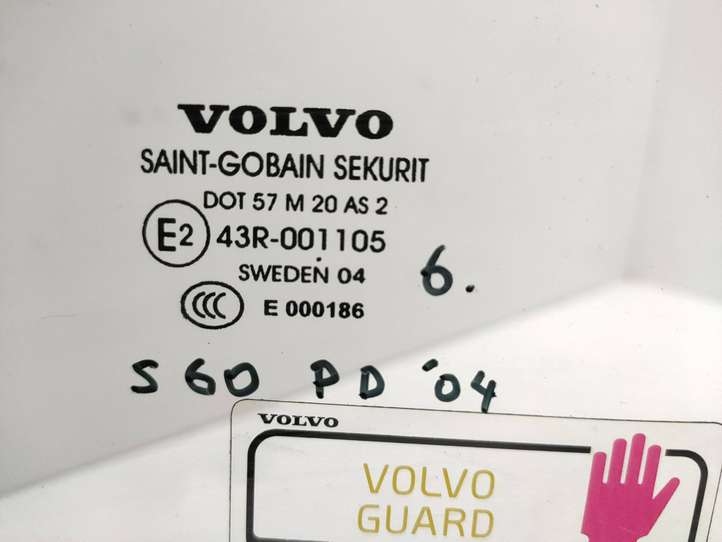 VOLVO
SAINT-GOBAIN SEKURIT
DOT 57 M 20 AS 2
E2 43R-001105
SWEDEN 04
6.
CCC E 000186
S60 PD '04
VOLVO
VOLVO
GUARD